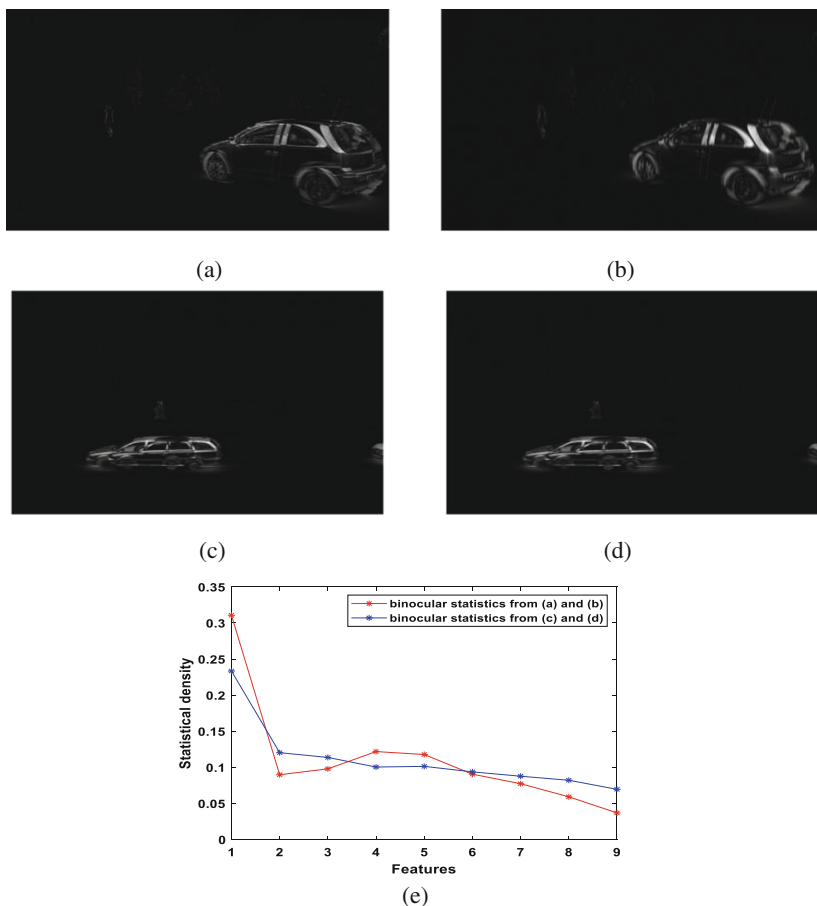 (a)
(b)
(c)
(d)
0.35
0.3
0.25
0.2
0.15
0.1
0.05
0
Statistical density
binocular statistics from (a) and (b)
binocular statistics from (c) and (d)
1 2 3 4 5 6 7 8 9
Features
(e)